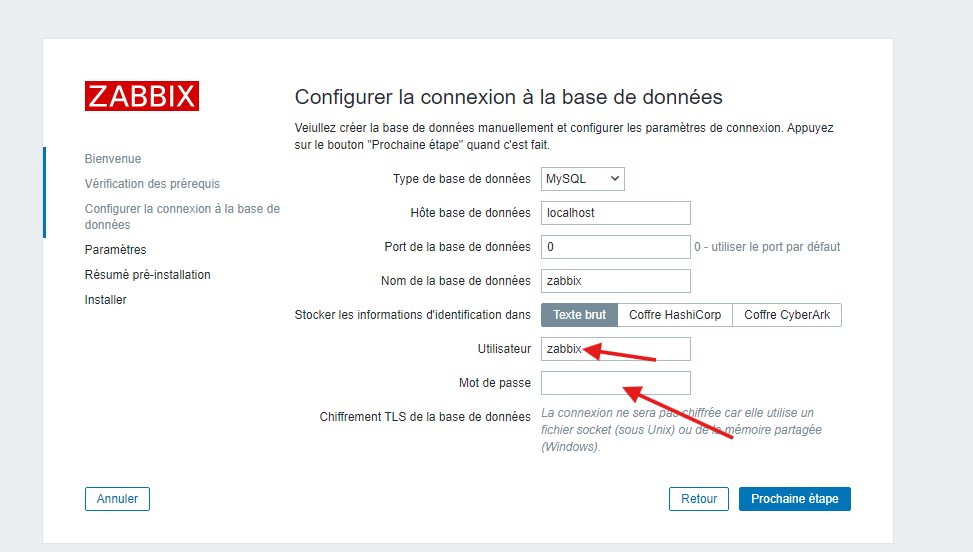 ZABBIX
Configurer la connexion à la base de données
Veiullez créer la base de données manuellement et configurer les paramètres de connexion. Appuyez
sur le bouton "Prochaine étape" quand c'est fait.
Bienvenue
Vérification des prérequis
Configurer la connexion à la base de
données
Paramètres
Résumé pré-installation
Installer
Type de base de données MySQL
Hôte base de données localhost
Port de la base de données 0 0 - utiliser le port par défaut
Nom de la base de données zabbix
Stocker les informations d'identification dans Texte brut Coffre HashiCorp Coffre CyberArk
Utilisateur zabbix
Mot de passe
Chiffrement TLS de la base de données La connexion ne sera pas chiffrée car elle utilise un
fichier socket (sous Unix) ou de la mémoire partagée
(Windows).
Annuler Retour Prochaine étape